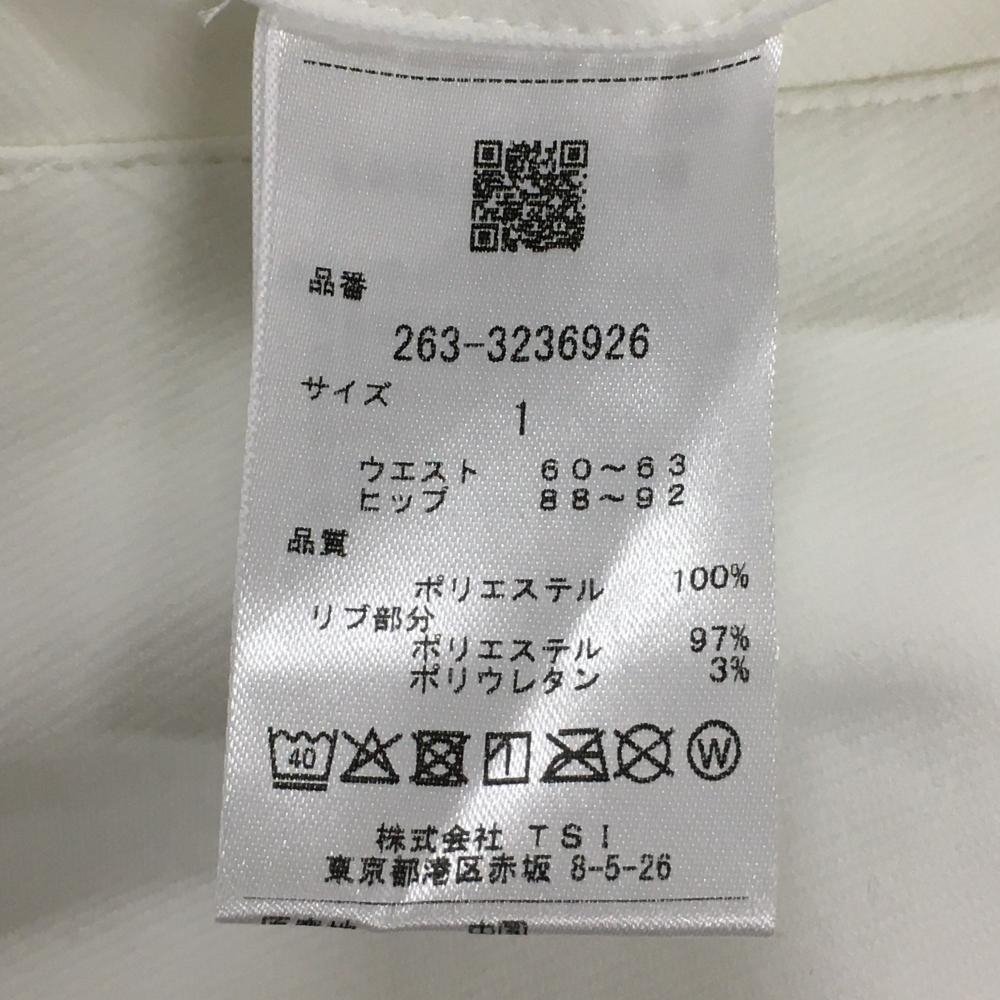 品番
263-3236926
サイズ
1
ウエスト 60～63
ヒップ 88～92
品質
ポリエステル 100%
リブ部分
ポリエステル 97%
ポリウレタン 3%
40 W
株式会社 TSI
東京都港区赤坂 8-5-26